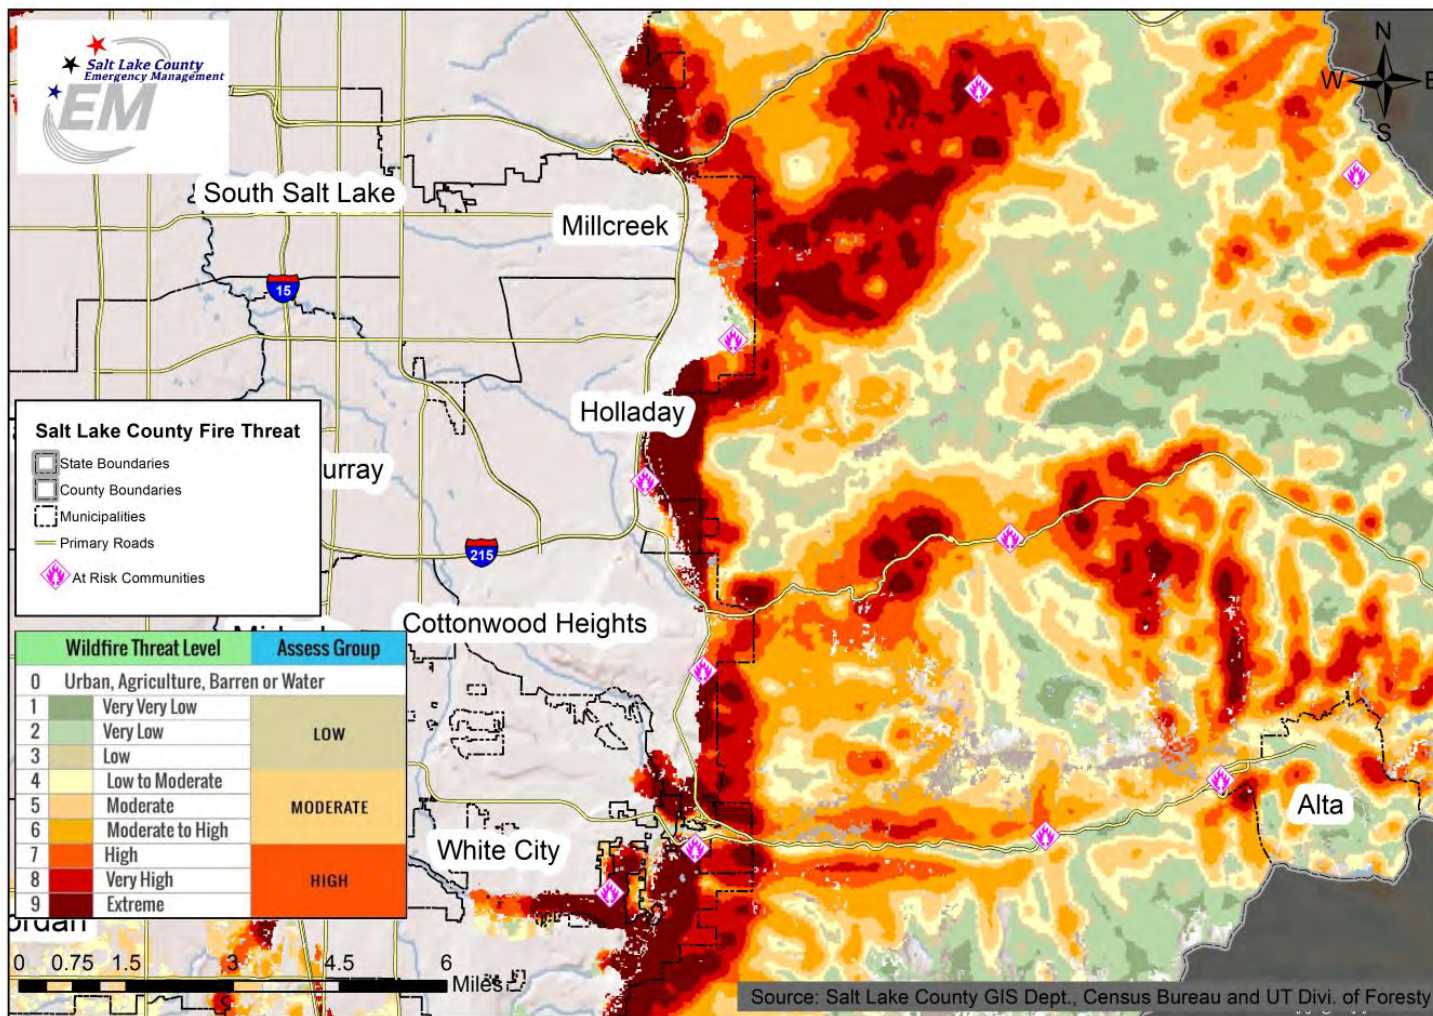 Salt Lake County
Emergency Management
EM
N
W E
S
South Salt Lake
Millcreek
15
Holladay
Salt Lake County Fire Threat
State Boundaries
County Boundaries
Municipalities
Primary Roads
At Risk Communities
urray
215
Cottonwood Heights
Wildfire Threat Level Assess Group
0 Urban, Agriculture, Barren or Water
1 Very Very Low
2 Very Low
3 Low
LOW
4 Low to Moderate
5 Moderate
6 Moderate to High
MODERATE
7 High
8 Very High
9 Extreme
HIGH
White City
Alta
ordan
0 0.75 1.5 3 4.5 6
Miles
Source: Salt Lake County GIS Dept., Census Bureau and UT Divi. of Foresty